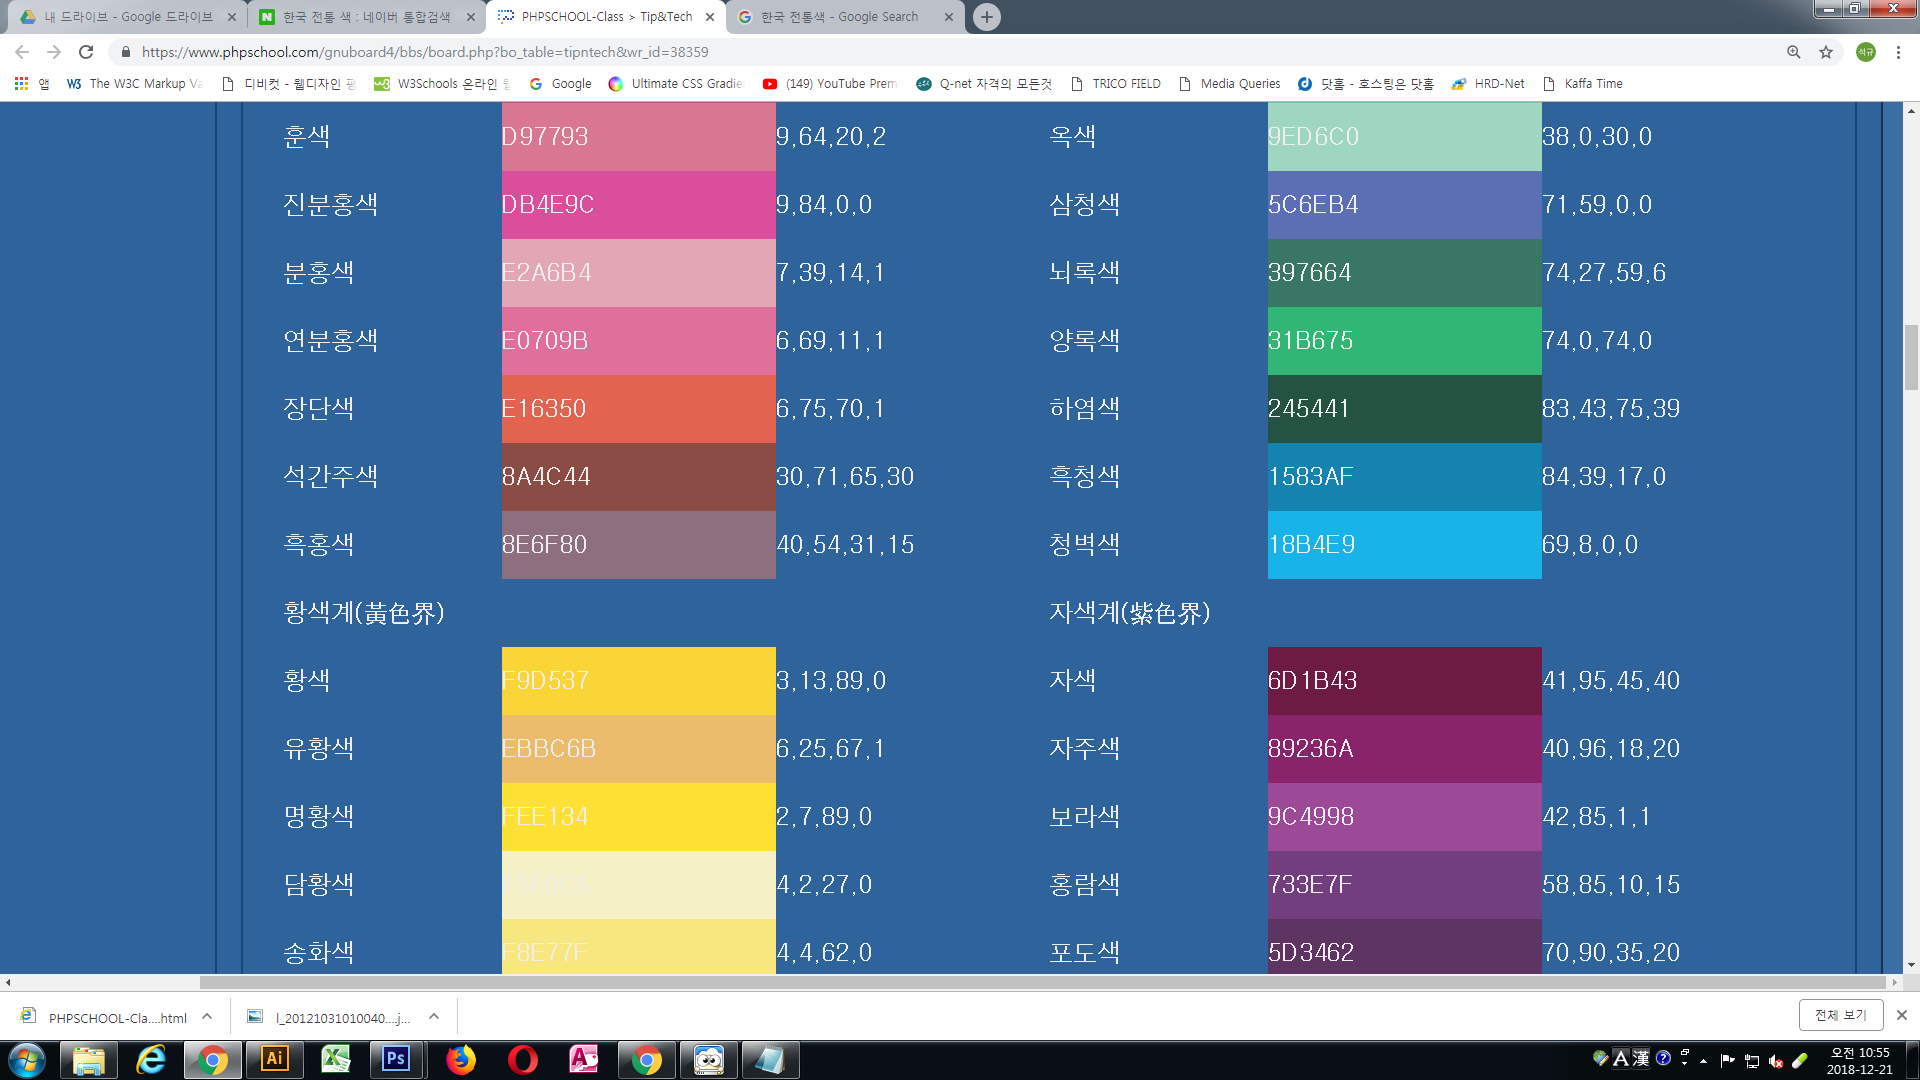 내 드라이브 - Google 드라이브
한국 전통 색 : 네이버 통합검색
PHPSCHOOL-Class > Tip&Tech
한국 전통색 - Google Search
https://www.phpschool.com/gnuboard4/bbs/board.php?bo_table=tipntech&wr_id=38359
석규
앱
The W3C Markup Va
디비컷 - 웹디자인 평
W3Schools 온라인 웹
Google
Ultimate CSS Gradie
(149) YouTube Prem
Q-net 자격의 모든것
TRICO FIELD
Media Queries
닷홈 - 호스팅은 닷홈
HRD-Net
Kaffa Time
훈색 D97793 9,64,20,2 옥색 9ED6C0 38,0,30,0
진분홍색 DB4E9C 9,84,0,0 삼청색 5C6EB4 71,59,0,0
분홍색 E2A6B4 7,39,14,1 뇌록색 397664 74,27,59,6
연분홍색 E0709B 6,69,11,1 양록색 31B675 74,0,74,0
장단색 E16350 6,75,70,1 하염색 245441 83,43,75,39
석간주색 8A4C44 30,71,65,30 흑청색 1583AF 84,39,17,0
흑홍색 8E6F80 40,54,31,15 청벽색 18B4E9 69,8,0,0
황색계(黃色界) 자색계(紫色界)
황색 F9D537 3,13,89,0 자색 6D1B43 41,95,45,40
유황색 EBBC6B 6,25,67,1 자주색 89236A 40,96,18,20
명황색 FEE134 2,7,89,0 보라색 9C4998 42,85,1,1
담황색 4,2,27,0 홍람색 733E7F 58,85,10,15
송화색 F8E77F 4,4,62,0 포도색 5D3462 70,90,35,20
PHPSCHOOL-Cla....html
l_20121031010040....j...
전체 보기
Ai
Ps
A 漢
오전 10:55
2018-12-21